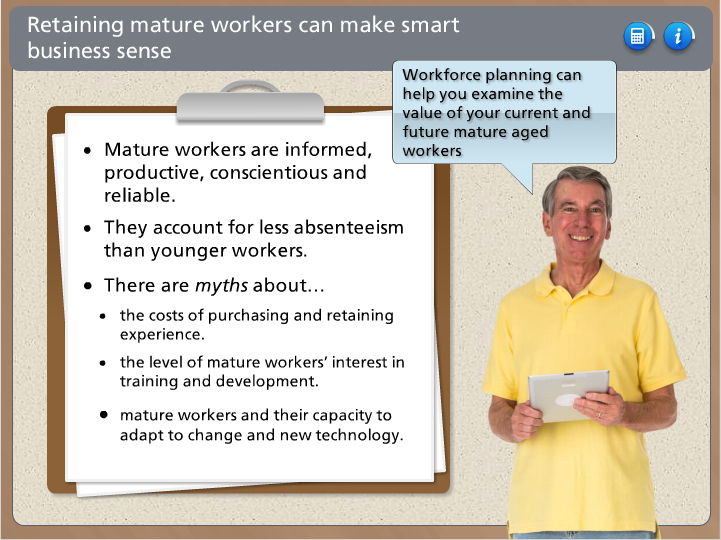 Retaining mature workers can make smart
business sense
Workforce planning can
help you examine the
value of your current and
future mature aged
workers
• Mature workers are informed,
productive, conscientious and
reliable.
• They account for less absenteeism
than younger workers.
• There are myths about…
• the costs of purchasing and retaining
experience.
• the level of mature workers’ interest in
training and development.
• mature workers and their capacity to
adapt to change and new technology.